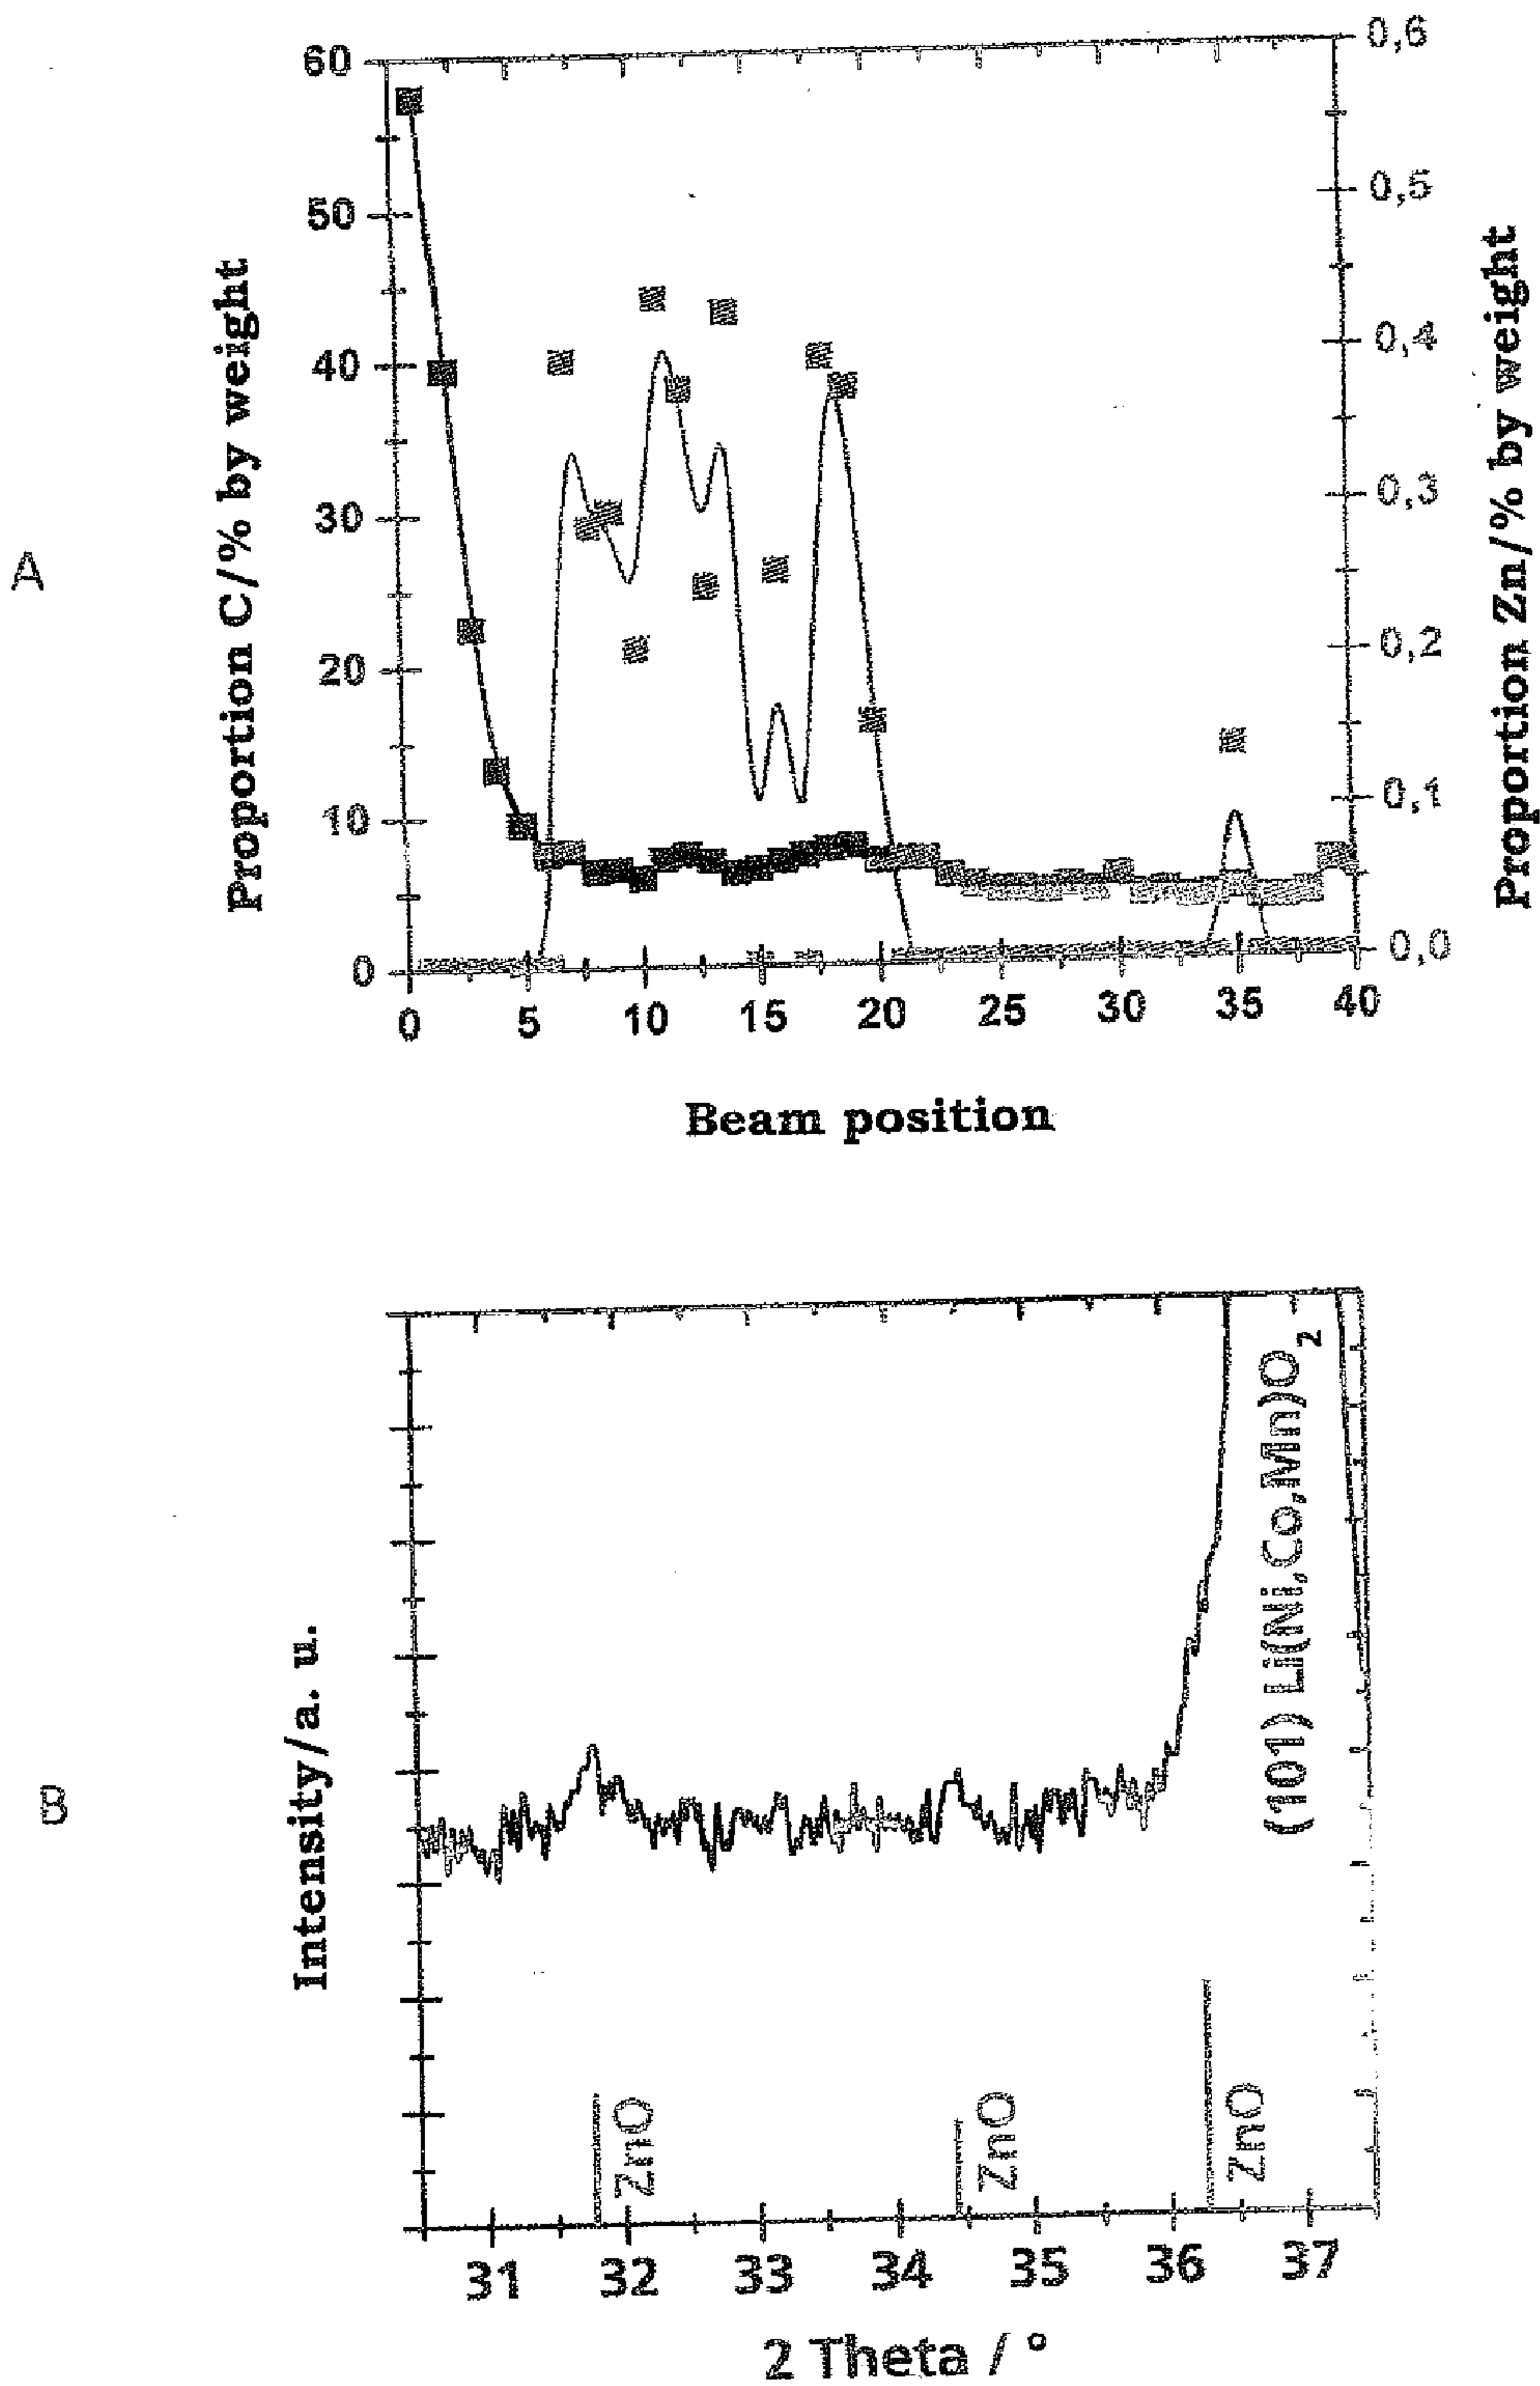 A
Proportion C/% by weight
60
50
40
30
20
10
0
0,6
0,5
0,4
0,3
0,2
0,1
0,0
Proportion Zn/% by weight
0 5 10 15 20 25 30 35 40
Beam position
B
Intensity/a. u.
(101) Li(Ni,Co,Mn)O2
ZnO
ZnO
ZnO
31 32 33 34 35 36 37
2 Theta / °